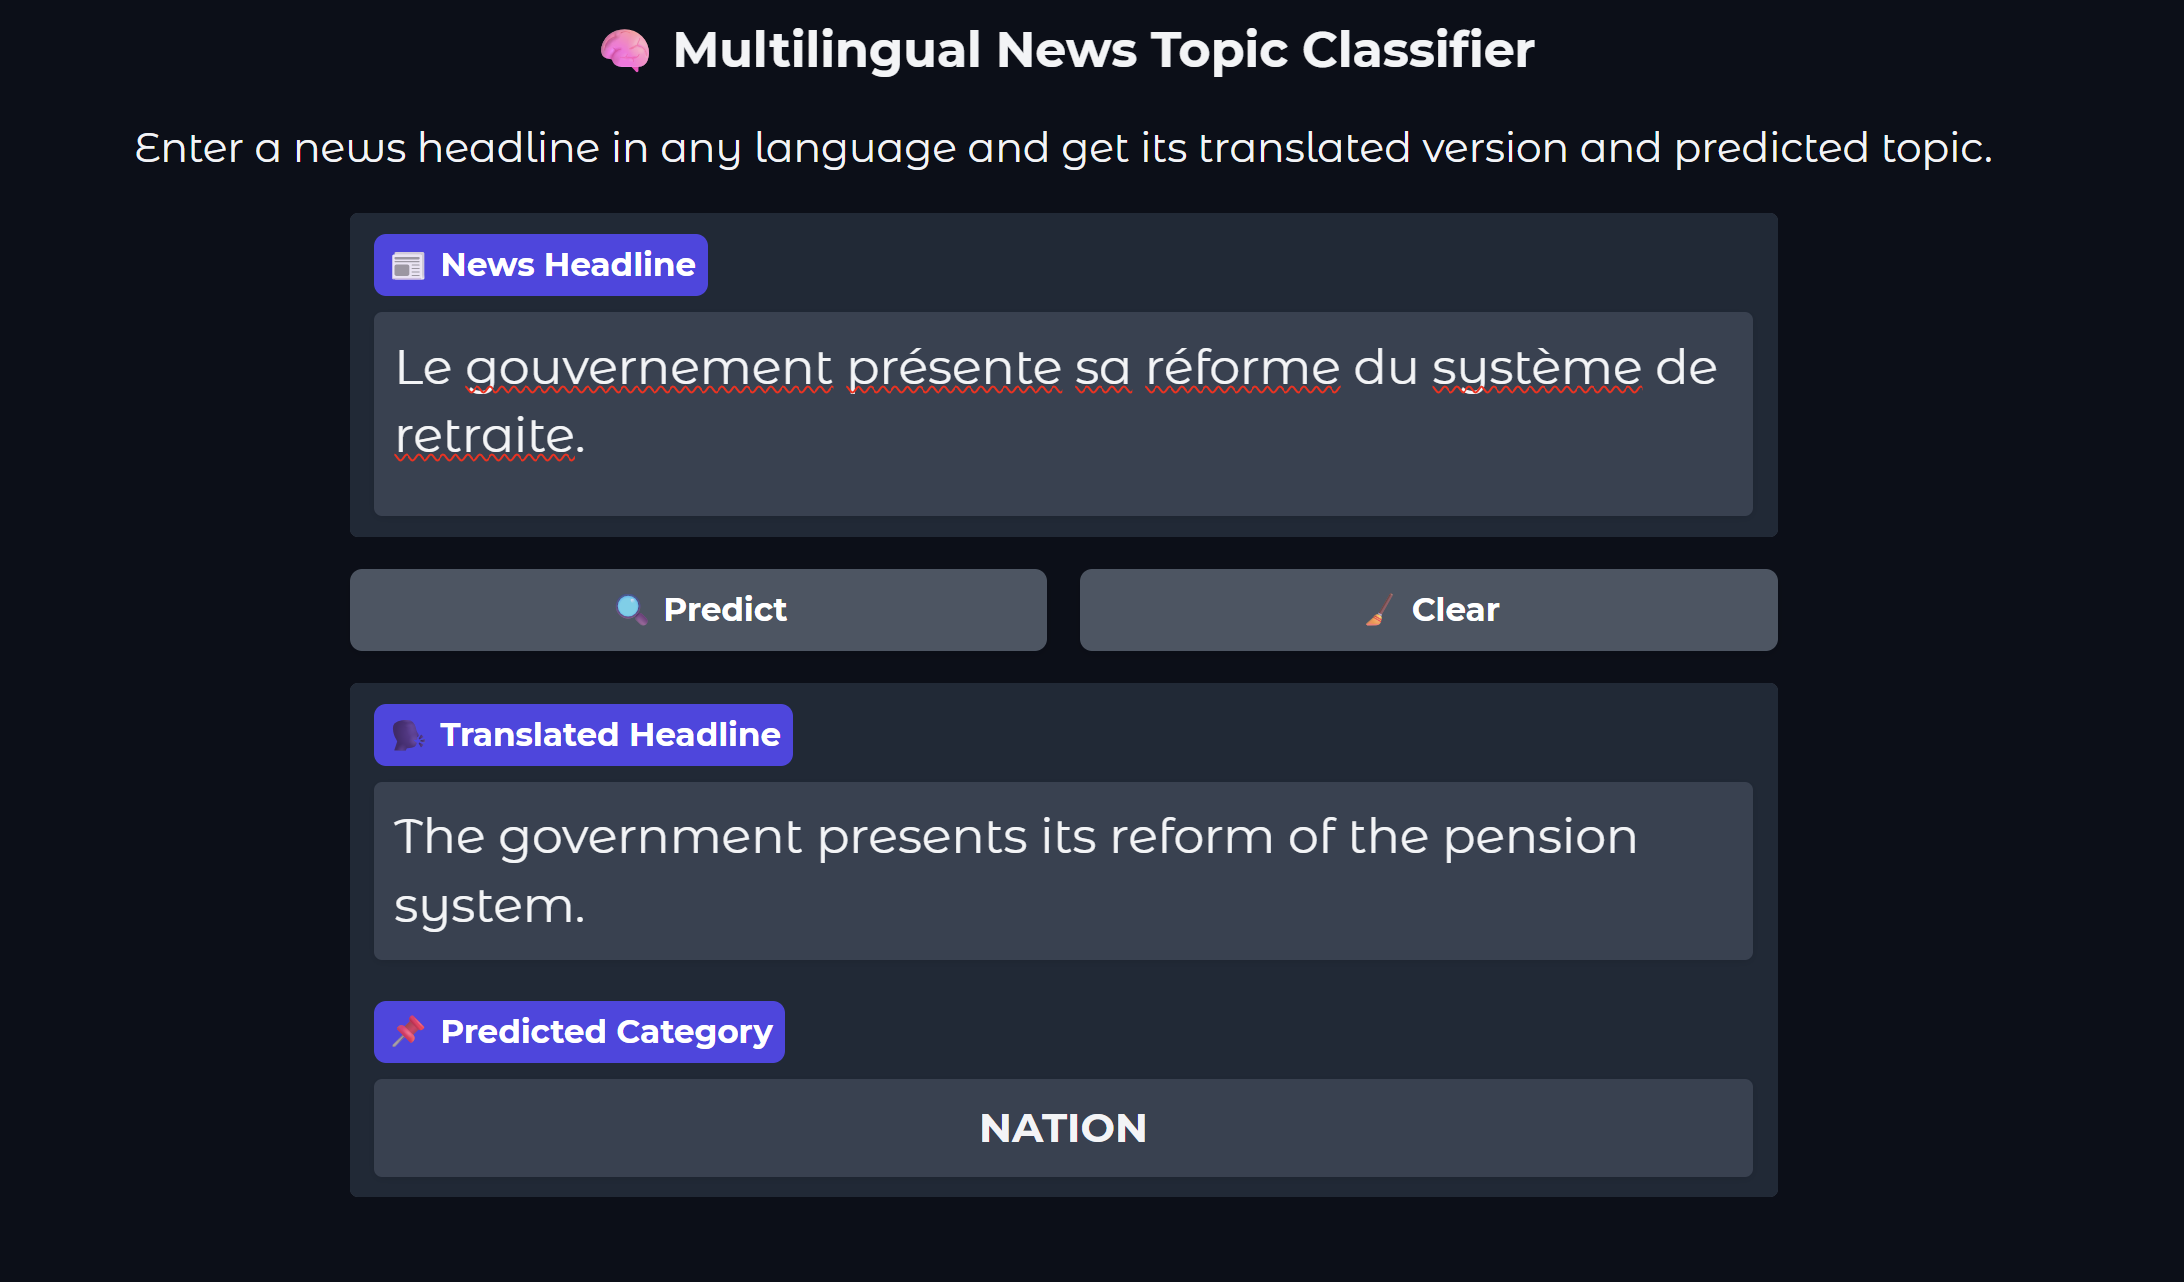 🧠 Multilingual News Topic Classifier
Enter a news headline in any language and get its translated version and predicted topic.
📰 News Headline
Le gouvernement présente sa réforme du système de
retraite.
🔍 Predict
🧹 Clear
🗣 Translated Headline
The government presents its reform of the pension
system.
📌 Predicted Category
NATION